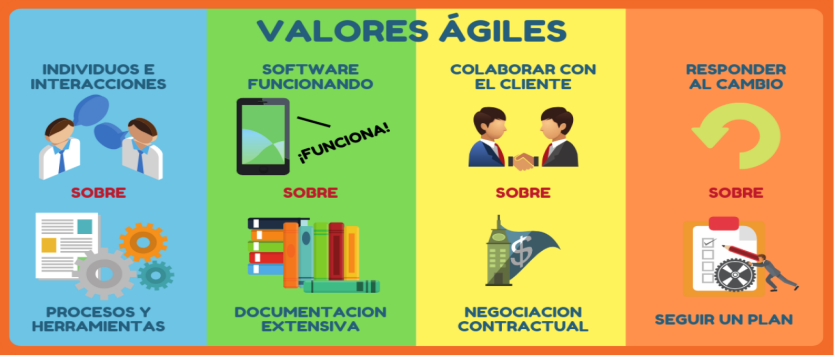 VALORES ÁGILES
INDIVIDUOS E
INTERACCIONES
SOBRE
PROCESOS Y
HERRAMIENTAS
SOFTWARE
FUNCIONANDO
¡FUNCIONA!
SOBRE
DOCUMENTACION
EXTENSIVA
COLABORAR CON
EL CLIENTE
SOBRE
$
NEGOCIACION
CONTRACTUAL
RESPONDER
AL CAMBIO
SOBRE
SEGUIR UN PLAN